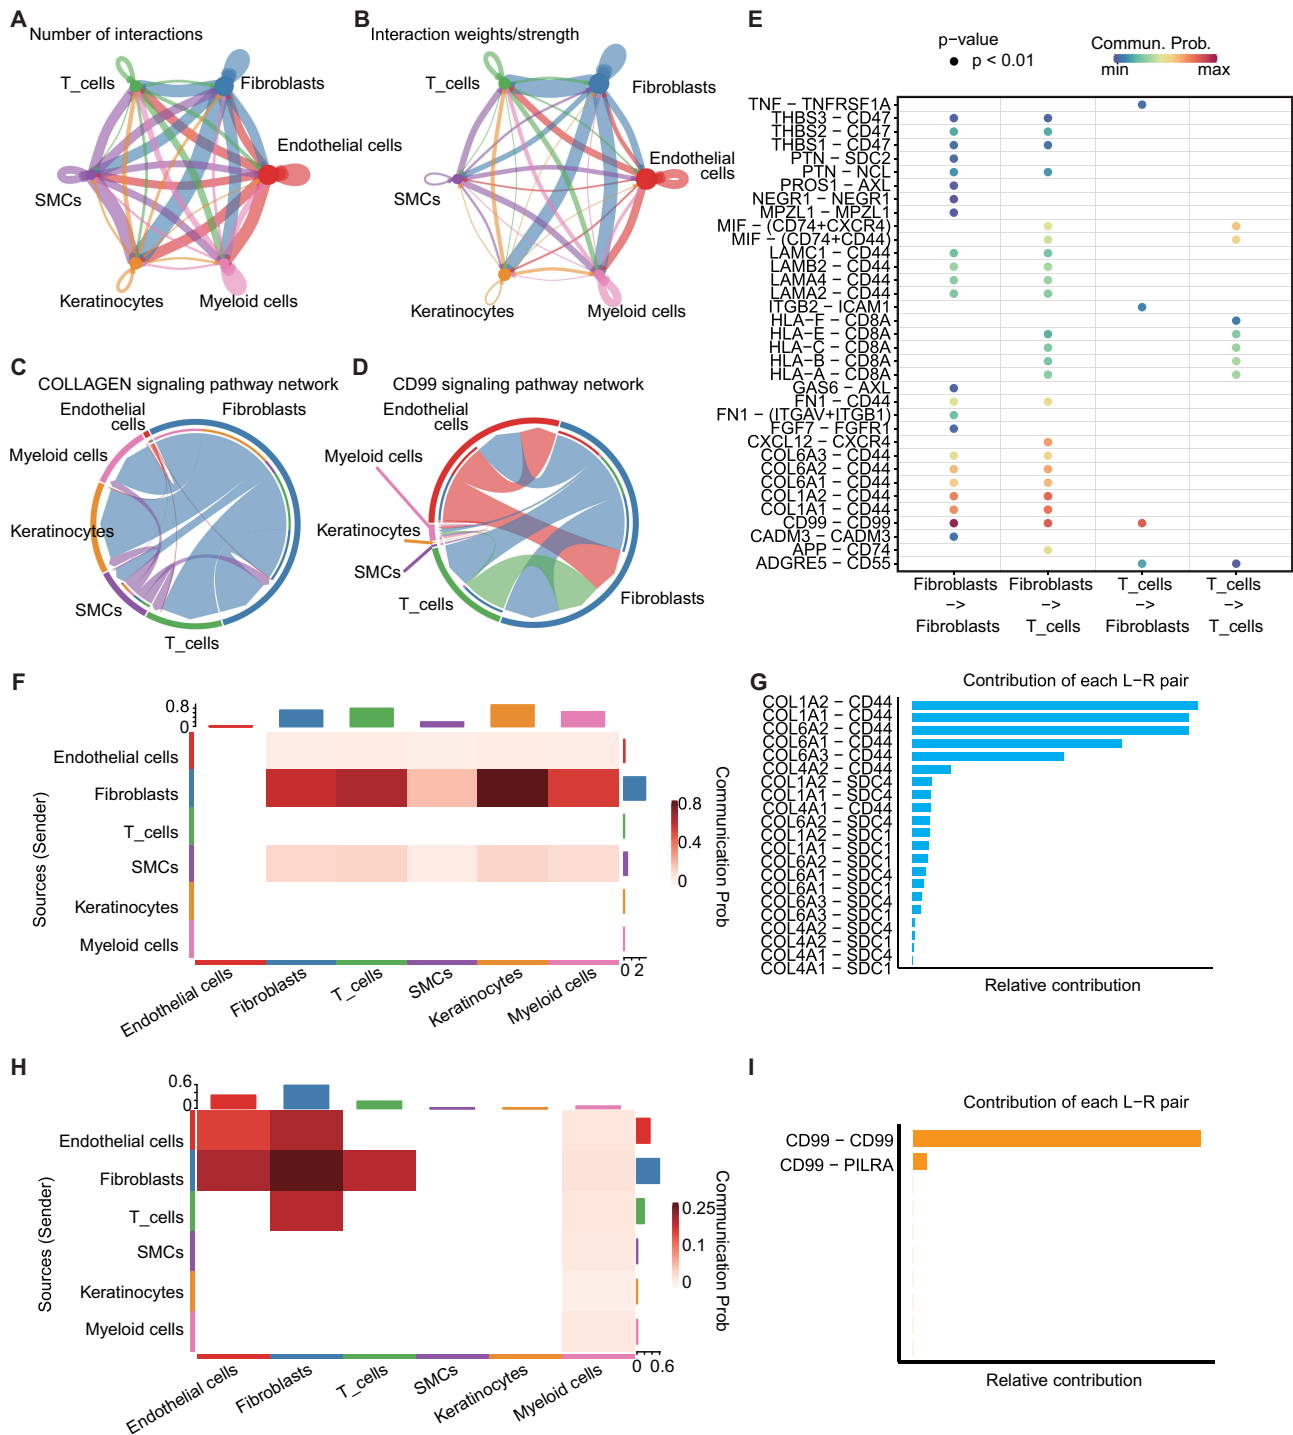 A
Number of interactions
T_cells
Fibroblasts
Endothelial cells
SMCs
Keratinocytes
Myeloid cells
B
Interaction weights/strength
T_cells
Fibroblasts
Endothelial
cells
SMCs
Keratinocytes
Myeloid cells
C
COLLAGEN signaling pathway network
Endothelial
cells
Fibroblasts
Myeloid cells
Keratinocytes
SMCs
T_cells
D
CD99 signaling pathway network
Endothelial
cells
Myeloid cells
Keratinocytes
SMCs
T_cells
Fibroblasts
E
p−value
p < 0.01
Commun. Prob.
min
max
TNF − TNFRSF1A
THBS3 − CD47
THBS2 − CD47
THBS1 − CD47
PTN − SDC2
PTN − NCL
PROS1 − AXL
NEGR1 − NEGR1
MPZL1 − MPZL1
MIF − (CD74+CXCR4)
MIF − (CD74+CD44)
LAMC1 − CD44
LAMB2 − CD44
LAMA4 − CD44
LAMA2 − CD44
ITGB2 − ICAM1
HLA−F − CD8A
HLA−E − CD8A
HLA−C − CD8A
HLA−B − CD8A
HLA−A − CD8A
GAS6 − AXL
FN1 − CD44
FN1 − (ITGAV+ITGB1)
FGF7 − FGFR1
CXCL12 − CXCR4
COL6A3 − CD44
COL6A2 − CD44
COL6A1 − CD44
COL1A2 − CD44
COL1A1 − CD44
CD99 − CD99
CADM3 − CADM3
APP − CD74
ADGRE5 − CD55
Fibroblasts
−>
Fibroblasts
Fibroblasts
−>
T_cells
T_cells
−>
Fibroblasts
T_cells
−>
T_cells
F
0.8
0
Sources (Sender)
Endothelial cells
Fibroblasts
T_cells
SMCs
Keratinocytes
Myeloid cells
0 2
Endothelial cells
Fibroblasts
T_cells
SMCs
Keratinocytes
Myeloid cells
0.8
0.4
0
Communication Prob
G
Contribution of each L−R pair
COL1A2 − CD44
COL1A1 − CD44
COL6A2 − CD44
COL6A1 − CD44
COL6A3 − CD44
COL4A2 − CD44
COL1A2 − SDC4
COL1A1 − SDC4
COL4A1 − CD44
COL6A2 − SDC4
COL1A2 − SDC1
COL1A1 − SDC1
COL6A2 − SDC1
COL6A1 − SDC4
COL6A1 − SDC1
COL6A3 − SDC4
COL6A3 − SDC1
COL4A2 − SDC4
COL4A2 − SDC1
COL4A1 − SDC4
COL4A1 − SDC1
Relative contribution
H
0.6
0
Sources (Sender)
Endothelial cells
Fibroblasts
T_cells
SMCs
Keratinocytes
Myeloid cells
0 0.6
Endothelial cells
Fibroblasts
T_cells
SMCs
Keratinocytes
Myeloid cells
0.25
0.1
0
Communication Prob
I
Contribution of each L−R pair
CD99 − CD99
CD99 − PILRA
Relative contribution